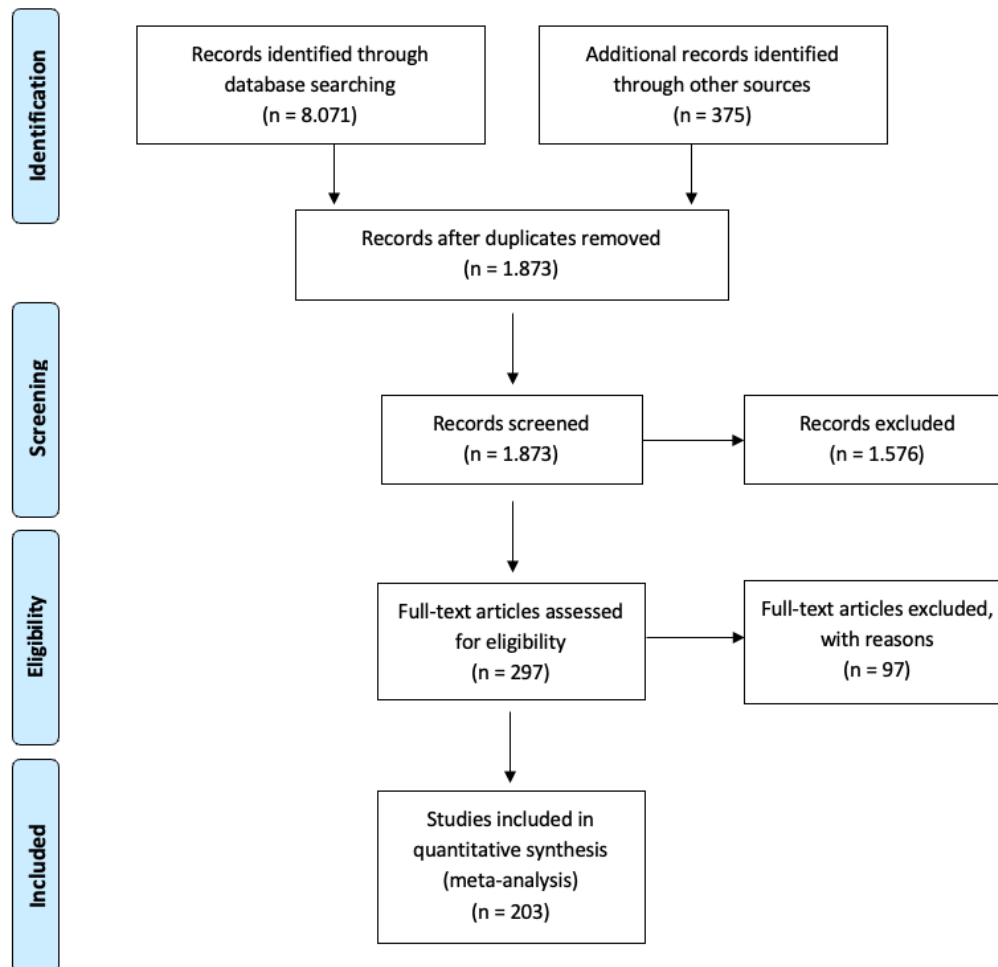 Identification
Records identified through
database searching
(n = 8.071)
Additional records identified
through other sources
(n = 375)
Records after duplicates removed
(n = 1.873)
Screening
Records screened
(n = 1.873)
Records excluded
(n = 1.576)
Eligibility
Full-text articles assessed
for eligibility
(n = 297)
Full-text articles excluded,
with reasons
(n = 97)
Included
Studies included in
quantitative synthesis
(meta-analysis)
(n = 203)